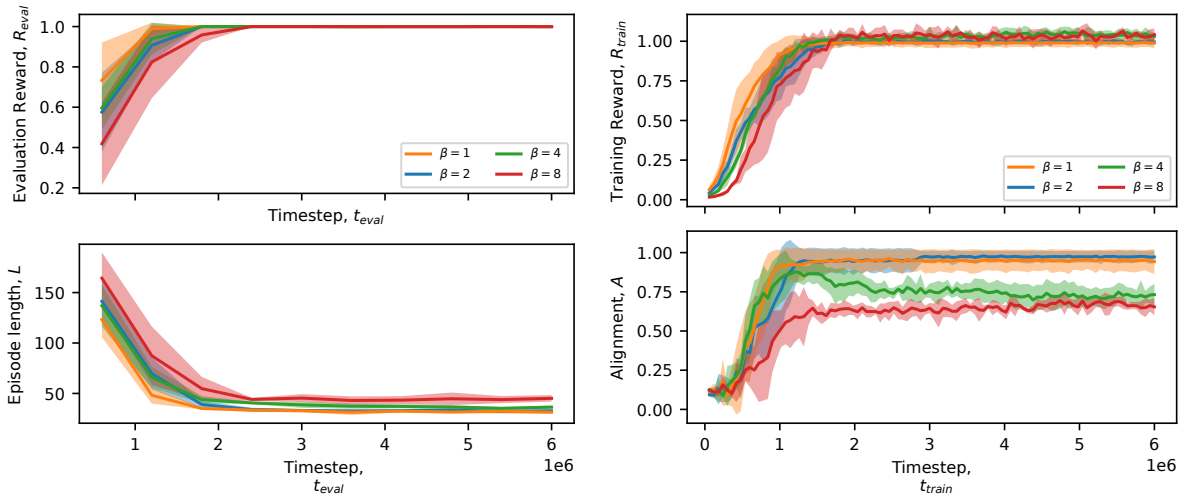 Evaluation Reward, R_eval
1.0
0.8
0.6
0.4
0.2
β = 1
β = 4
β = 2
β = 8
Timestep, t_eval
Training Reward, R_train
1.00
0.75
0.50
0.25
0.00
β = 1
β = 4
β = 2
β = 8
Episode length, L
150
100
50
1 2 3 4 5 6
1e6
Timestep,
t_eval
Alignment, A
1.00
0.75
0.50
0.25
0.00
0 1 2 3 4 5 6
1e6
Timestep,
t_train